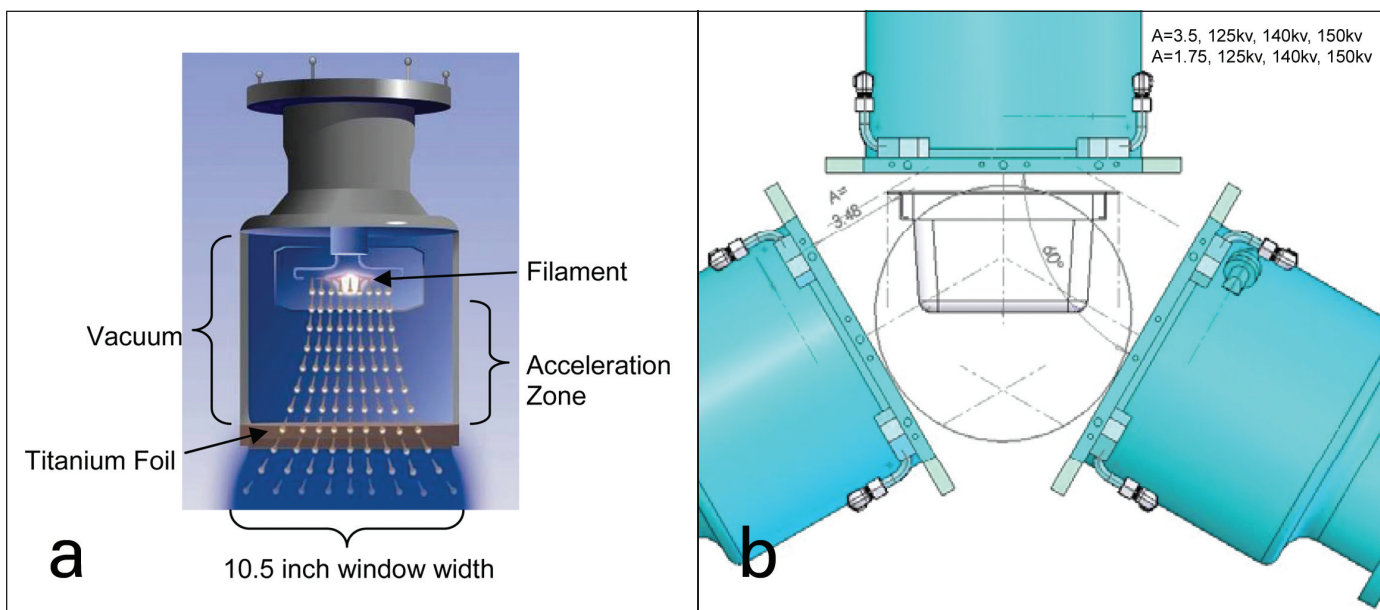 Filament
Vacuum
Acceleration
Zone
Titanium Foil
10.5 inch window width
a
A=3.5, 125kv, 140kv, 150kv
A=1.75, 125kv, 140kv, 150kv
A=
3.48
60°
b